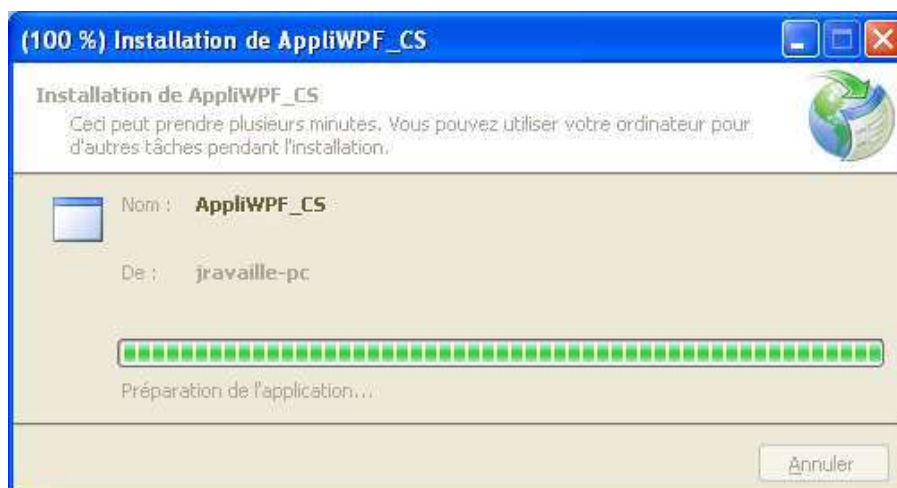 (100 %) Installation de AppliWPF_CS
Installation de AppliWPF_CS
Ceci peut prendre plusieurs minutes. Vous pouvez utiliser votre ordinateur pour
d'autres tâches pendant l'installation.
Nom : AppliWPF_CS
De : jravaille-pc
Préparation de l'application...
Annuler